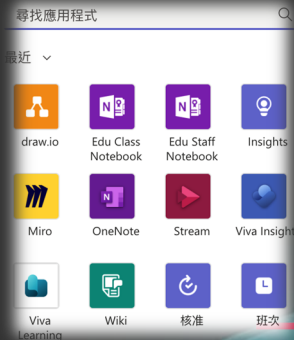 尋找應用程式
最近
draw.io
Edu Class Notebook
Edu Staff Notebook
Insights
Miro
OneNote
Stream
Viva Insight
Viva Learning
Wiki
核准
班次